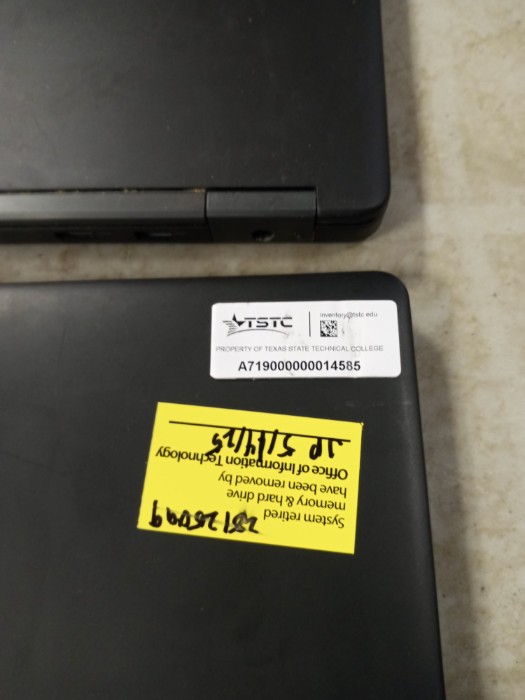 TSTC
inventory@tstc.edu
PROPERTY OF TEXAS STATE TECHNICAL COLLEGE
A719000000014585
System retired
memory & hard drive
have been removed by
Office of Information Technology